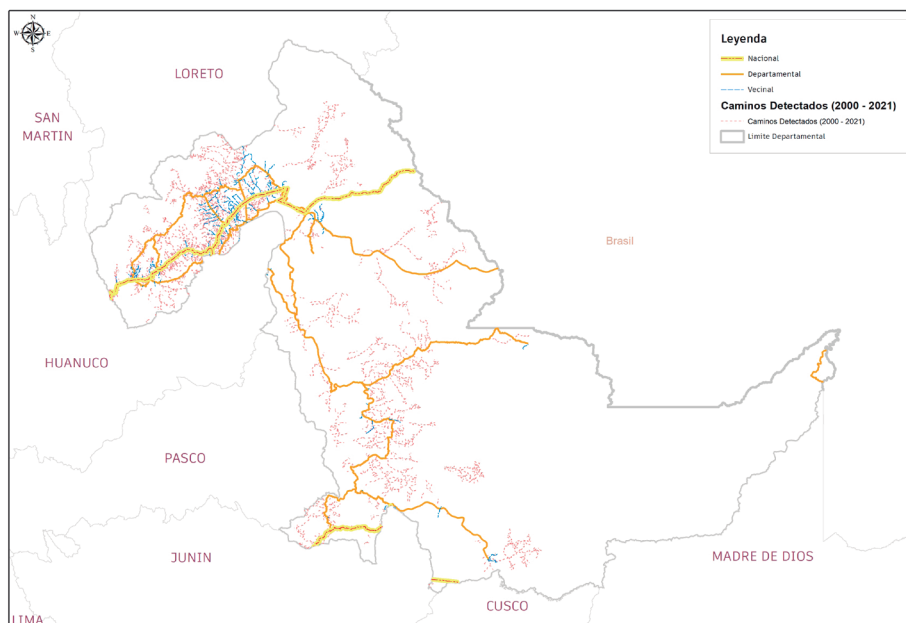 N
W E
S
LORETO
SAN
MARTIN
HUANUCO
PASCO
JUNIN
LIMA
CUSCO
MADRE DE DIOS
Brasil
Leyenda
Nacional
Departamental
Vecinal
Caminos Detectados (2000 - 2021)
Caminos Detectados (2000 - 2021)
Limite Departamental